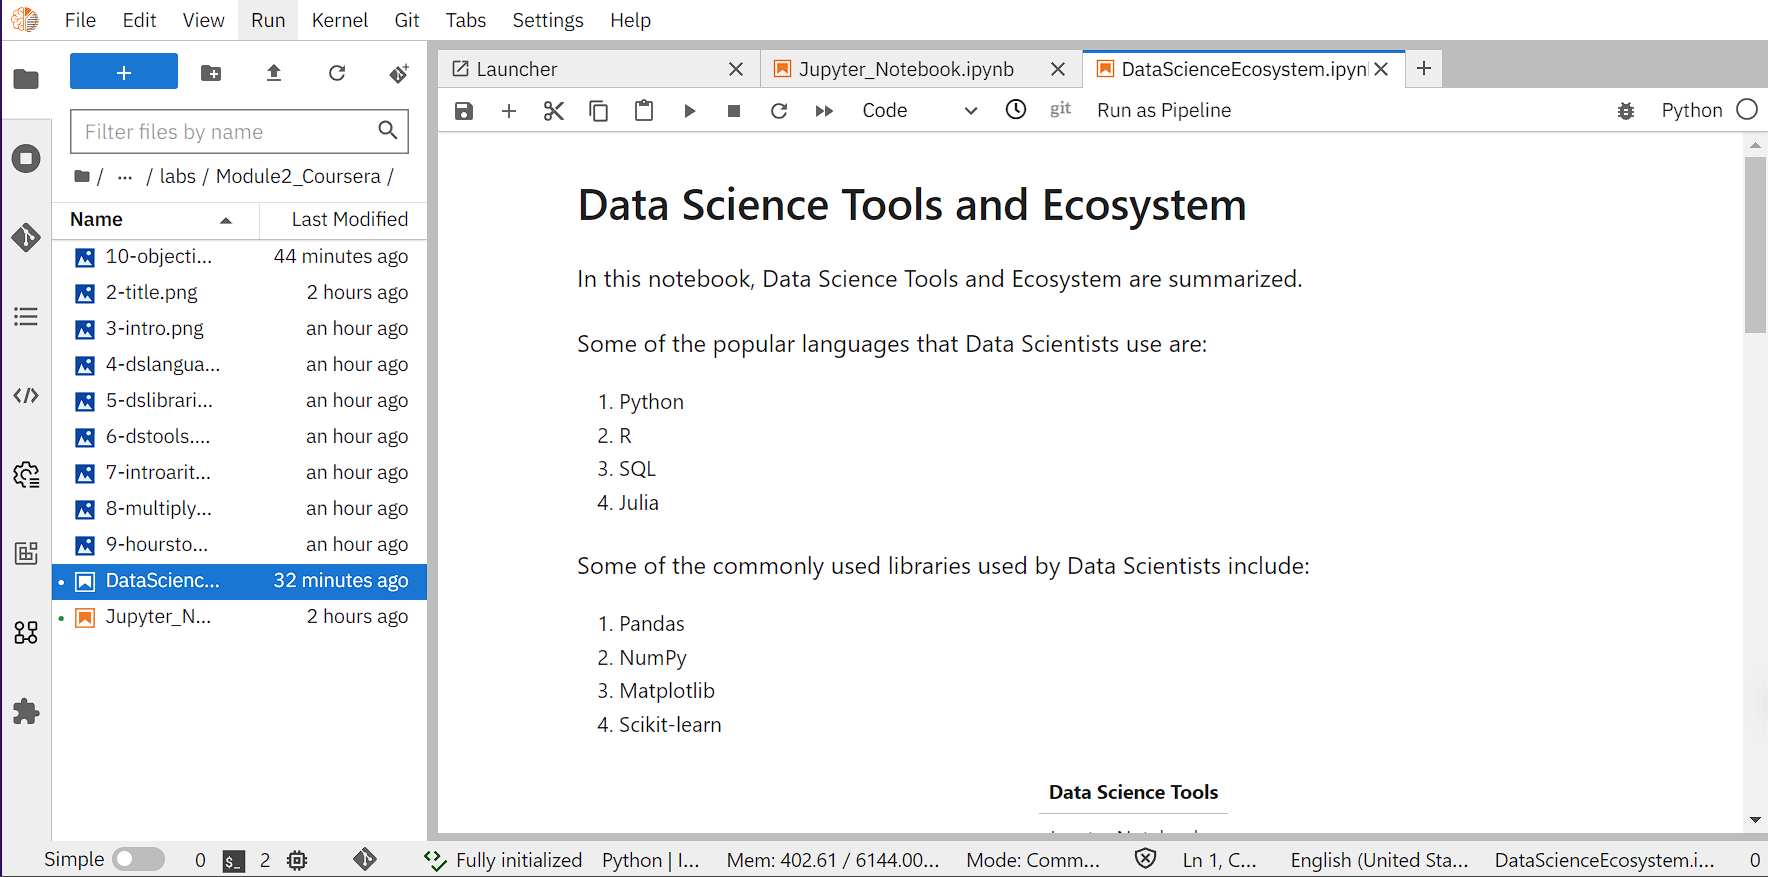 File Edit View Run Kernel Git Tabs Settings Help
Filter files by name
/ ... / labs / Module2_Coursera /
Name Last Modified
10-objecti... 44 minutes ago
2-title.png 2 hours ago
3-intro.png an hour ago
4-dslangua... an hour ago
5-dslibrari... an hour ago
6-dstools.... an hour ago
7-introarit... an hour ago
8-multiply... an hour ago
9-hoursto... an hour ago
DataScienc... 32 minutes ago
Jupyter_N... 2 hours ago
Launcher Jupyter_Notebook.ipynb DataScienceEcosystem.ipyn
Code git Run as Pipeline Python
Data Science Tools and Ecosystem
In this notebook, Data Science Tools and Ecosystem are summarized.
Some of the popular languages that Data Scientists use are:
1. Python
2. R
3. SQL
4. Julia
Some of the commonly used libraries used by Data Scientists include:
1. Pandas
2. NumPy
3. Matplotlib
4. Scikit-learn
Data Science Tools
Simple 0 $_ 2 Fully initialized Python | I... Mem: 402.61 / 6144.00... Mode: Comm... Ln 1, C... English (United Sta... DataScienceEcosystem.i... 0